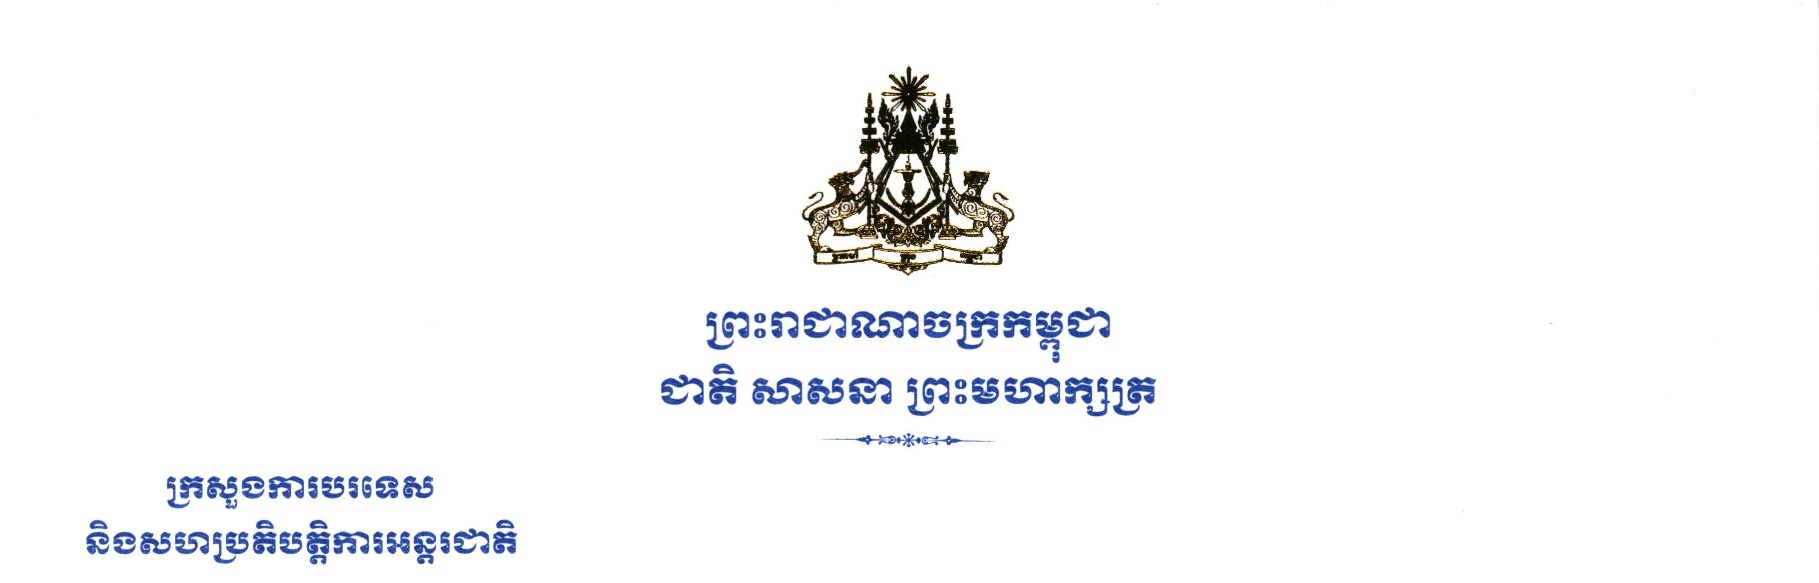 ព្រះរាជាណាចក្រកម្ពុជា
ជាតិ សាសនា ព្រះមហាក្សត្រ
ក្រសួងការបរទេស
និងសហប្រតិបត្តិការអន្តរជាតិ